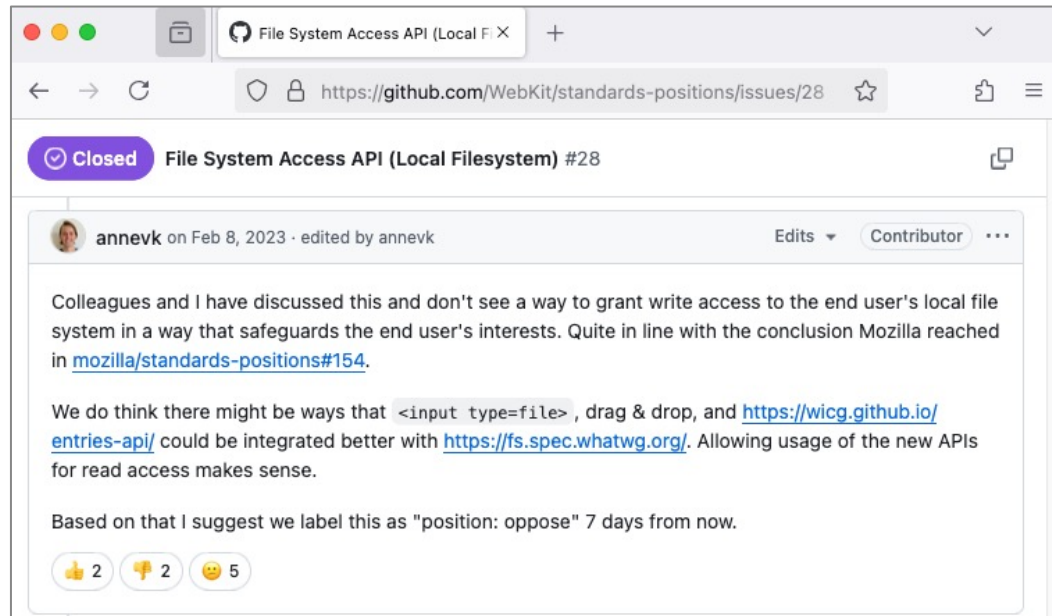 File System Access API (Local Fi
https://github.com/WebKit/standards-positions/issues/28
Closed File System Access API (Local Filesystem) #28
annevk on Feb 8, 2023 · edited by annevk Edits Contributor
Colleagues and I have discussed this and don't see a way to grant write access to the end user's local file
system in a way that safeguards the end user's interests. Quite in line with the conclusion Mozilla reached
in mozilla/standards-positions#154.
We do think there might be ways that <input type=file>, drag & drop, and https://wicg.github.io/
entries-api/ could be integrated better with https://fs.spec.whatwg.org/. Allowing usage of the new APIs
for read access makes sense.
Based on that I suggest we label this as "position: oppose" 7 days from now.
👍 2 👎 2 😕 5